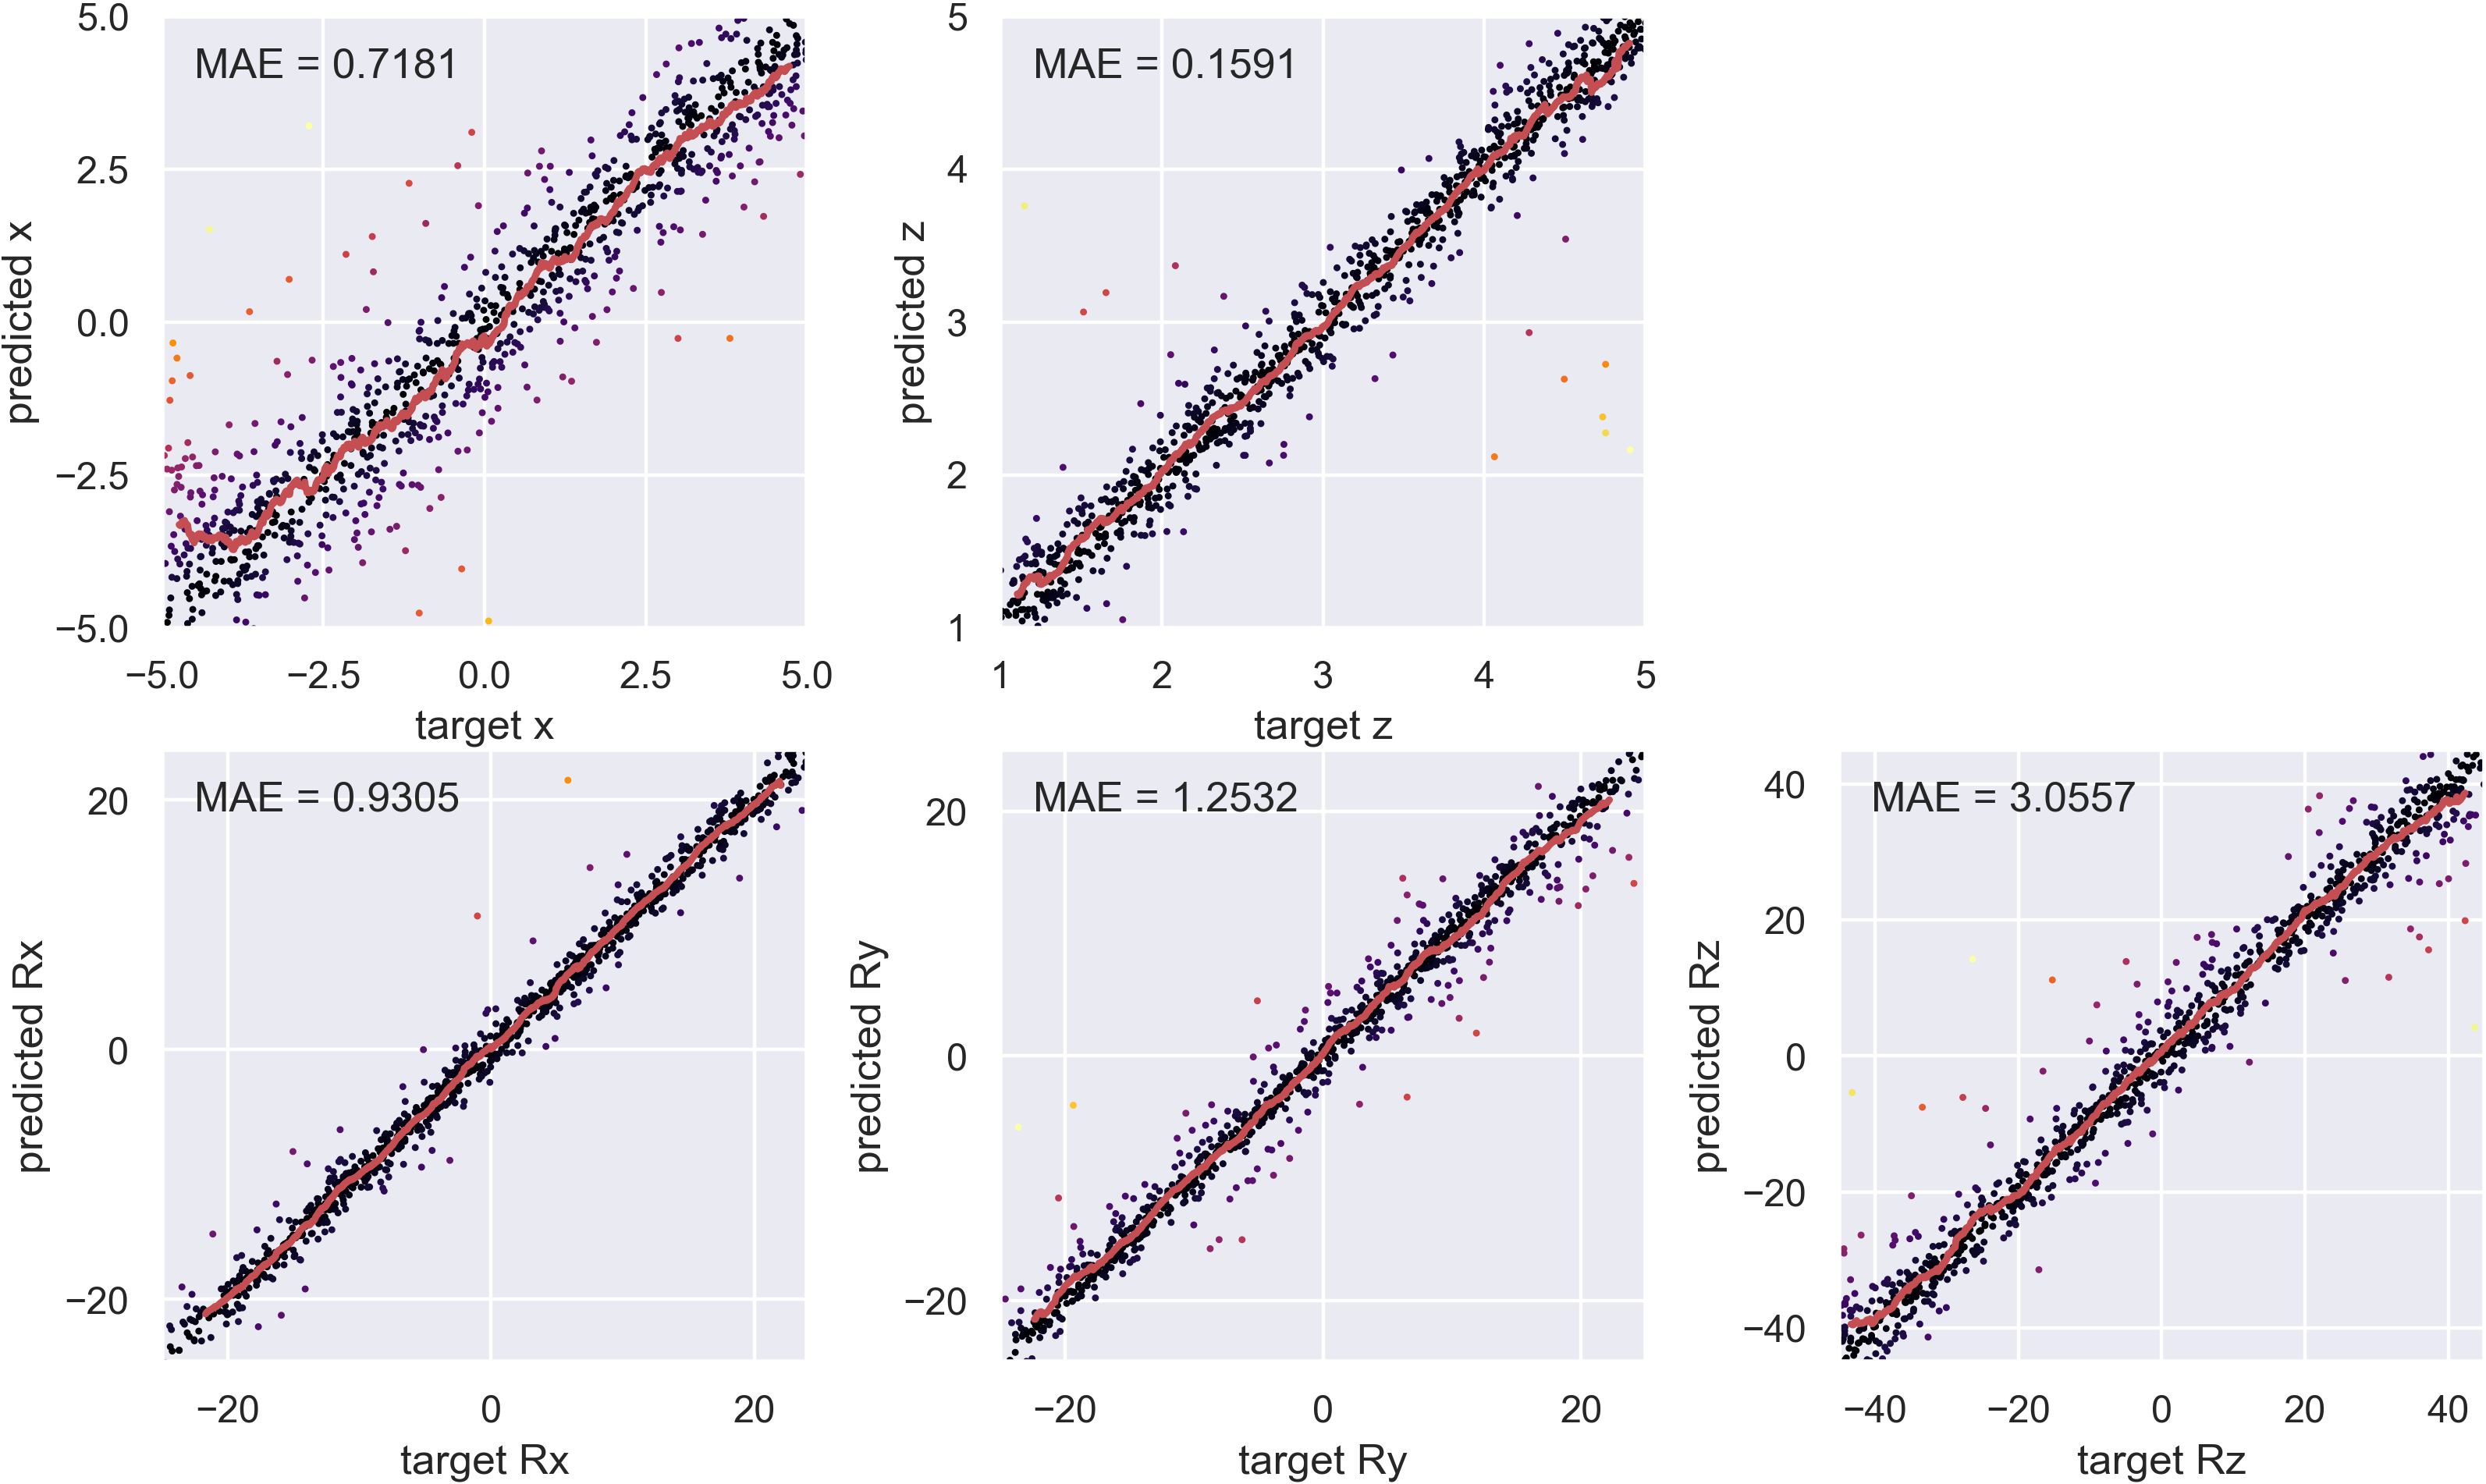 MAE = 0.7181
5.0
2.5
0.0
−2.5
−5.0
predicted x
−5.0 −2.5 0.0 2.5 5.0
target x
MAE = 0.1591
5
4
3
2
1
predicted z
1 2 3 4 5
target z
MAE = 0.9305
20
0
−20
predicted Rx
−20 0 20
target Rx
MAE = 1.2532
20
0
−20
predicted Ry
−20 0 20
target Ry
MAE = 3.0557
40
20
0
−20
−40
predicted Rz
−40 −20 0 20 40
target Rz